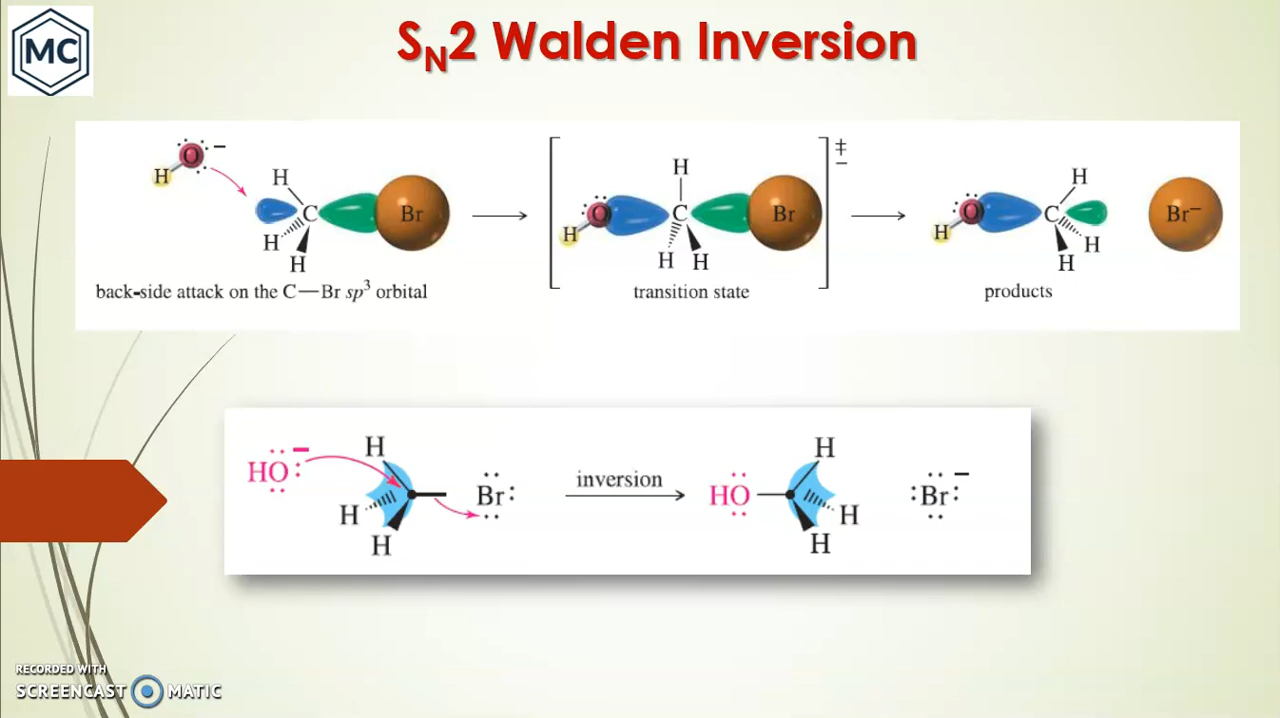 MC
S_N2 Walden Inversion
H :Ö: − H H H C Br
[ H Ö C H H H Br ] ‡
H Ö C H H H Br−
back-side attack on the C—Br sp³ orbital
transition state
products
HO:− H H H Br:
inversion
HO H H H :Br:−
RECORDED WITH
SCREENCAST MATIC